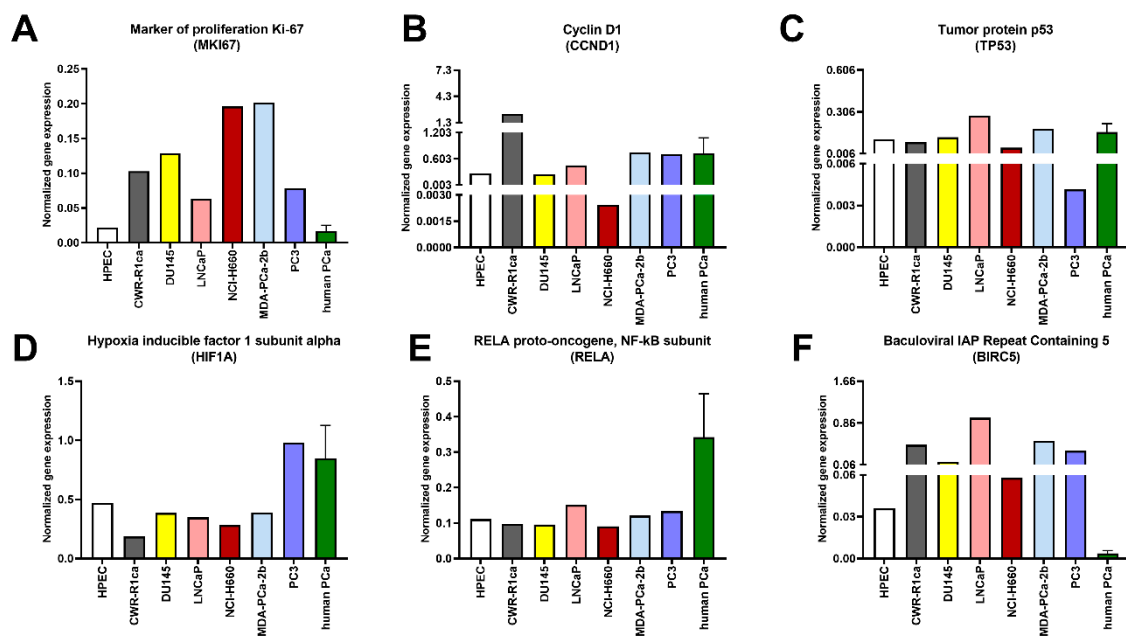 A
Marker of proliferation Ki-67
(MKI67)
Normalized gene expression
0.25
0.20
0.15
0.10
0.05
0.00
HPEC
CWR-R1ca
DU145
LNCaP
NCI-H660
MDA-PCa-2b
PC3
human PCa
B
Cyclin D1
(CCND1)
Normalized gene expression
7.3
4.3
1.3
1.203
0.603
0.003
0.0030
0.0015
0.0000
HPEC
CWR-R1ca
DU145
LNCaP
NCI-H660
MDA-PCa-2b
PC3
human PCa
C
Tumor protein p53
(TP53)
Normalized gene expression
0.606
0.306
0.006
0.006
0.003
0.000
HPEC
CWR-R1ca
DU145
LNCaP
NCI-H660
MDA-PCa-2b
PC3
human PCa
D
Hypoxia inducible factor 1 subunit alpha
(HIF1A)
Normalized gene expression
1.5
1.0
0.5
0.0
HPEC
CWR-R1ca
DU145
LNCaP
NCI-H660
MDA-PCa-2b
PC3
human PCa
E
RELA proto-oncogene, NF-kB subunit
(RELA)
Normalized gene expression
0.5
0.4
0.3
0.2
0.1
0.0
HPEC
CWR-R1ca
DU145
LNCaP
NCI-H660
MDA-PCa-2b
PC3
human PCa
F
Baculoviral IAP Repeat Containing 5
(BIRC5)
Normalized gene expression
1.66
0.86
0.06
0.06
0.03
0.00
HPEC
CWR-R1ca
DU145
LNCaP
NCI-H660
MDA-PCa-2b
PC3
human PCa